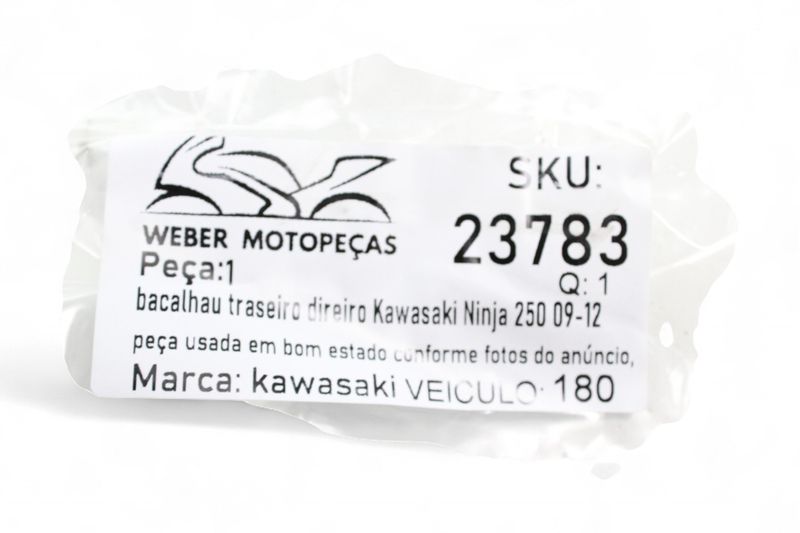 SKU:
WEBER MOTOPEÇAS
23783
Peça:1
Q: 1
bacalhau traseiro direiro Kawasaki Ninja 250 09-12
peça usada em bom estado conforme fotos do anúncio,
Marca: kawasaki VEICULO: 180